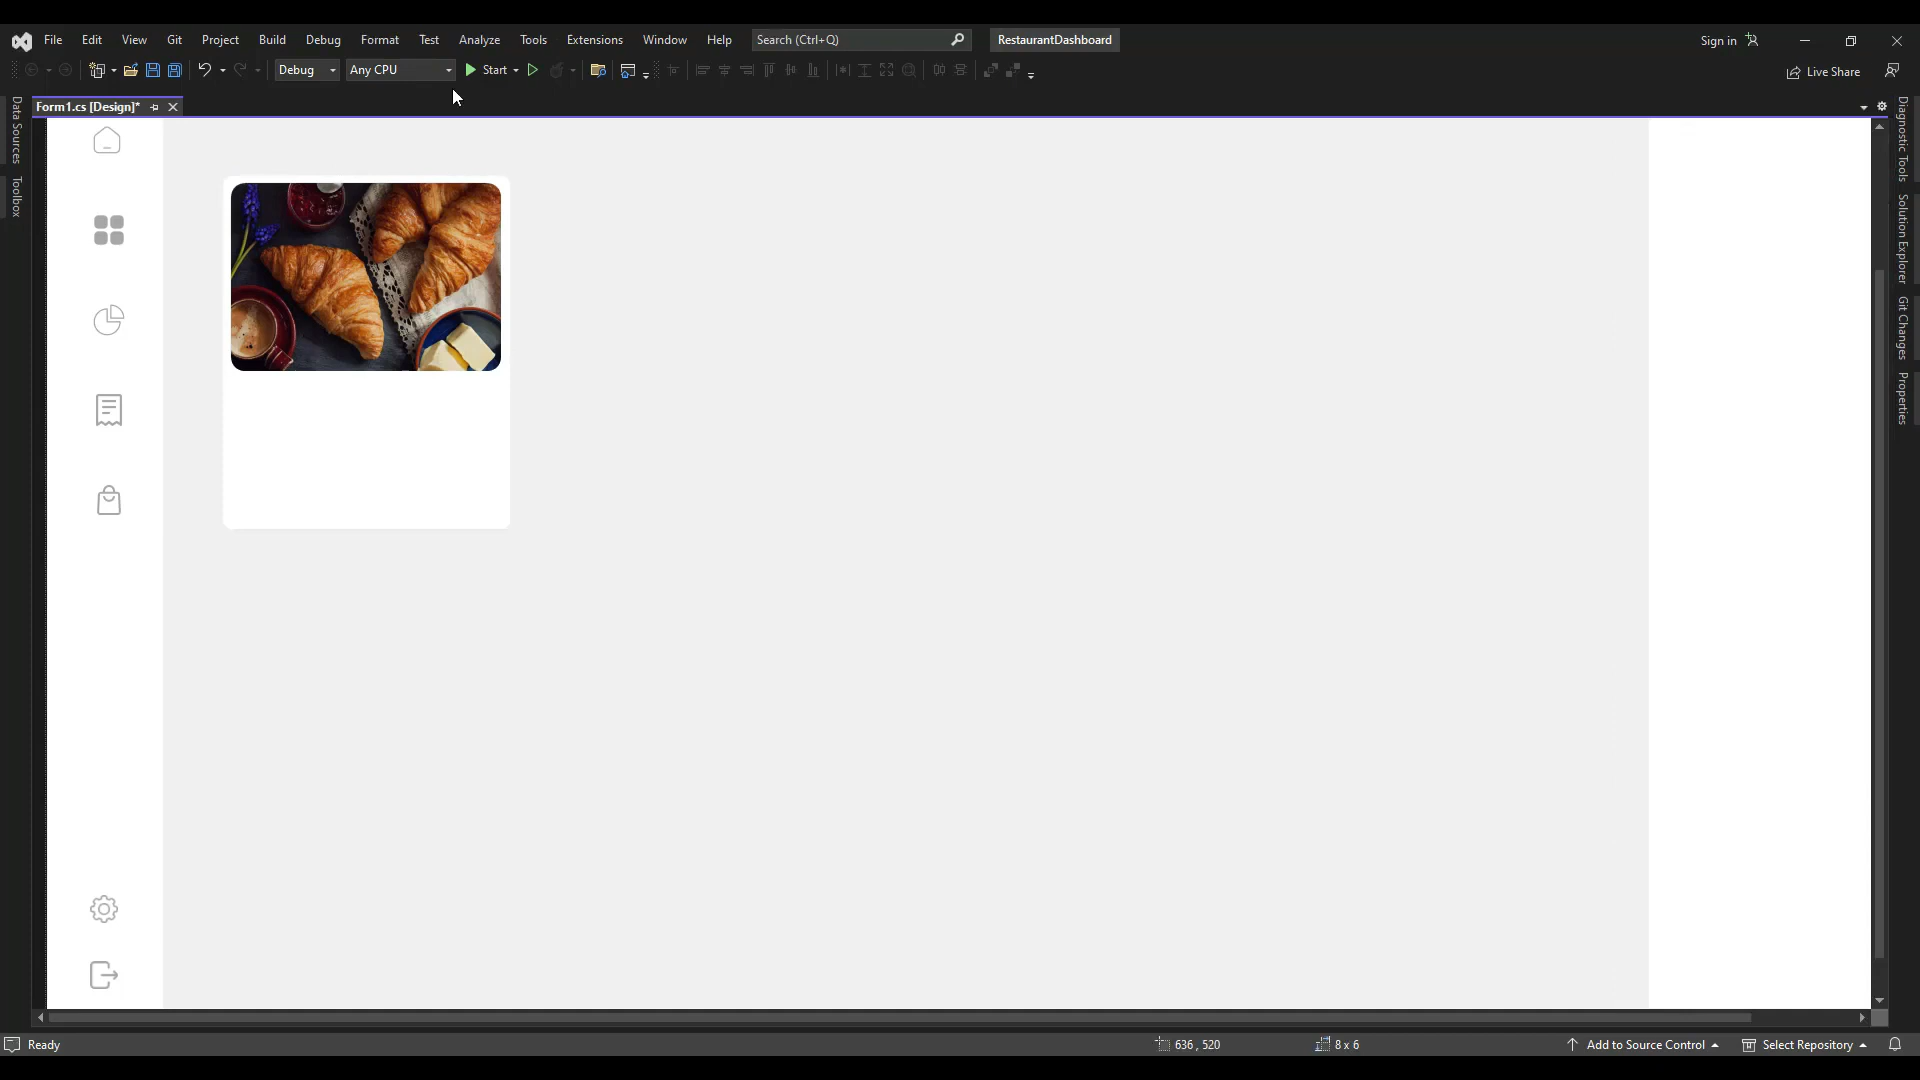 File Edit View Git Project Build Debug Format Test Analyze Tools Extensions Window Help Search (Ctrl+Q) RestaurantDashboard Sign in
Debug Any CPU Start Live Share
Form1.cs [Design]*
Data Sources
Toolbox
Diagnostic Tools
Solution Explorer
Git Changes
Properties
Ready 636 , 520 8 x 6 Add to Source Control Select Repository